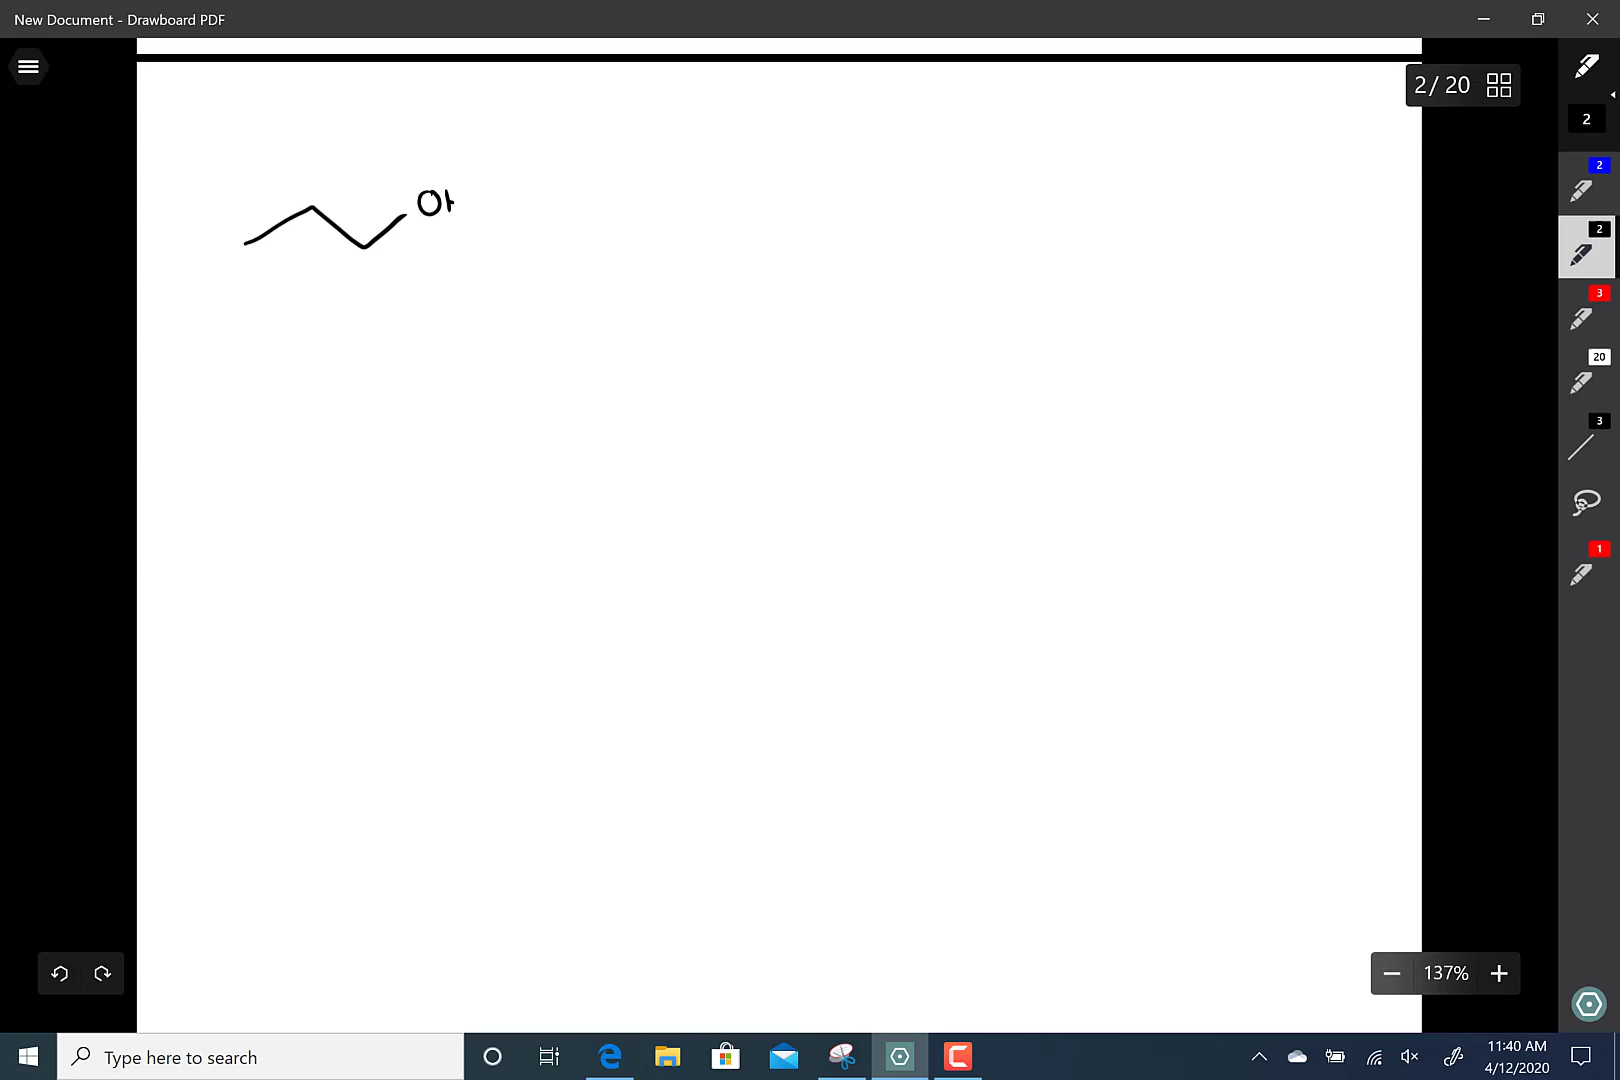 New Document - Drawboard PDF
2 / 20
2
2
2
3
20
3
1
OH
137%
Type here to search
11:40 AM
4/12/2020